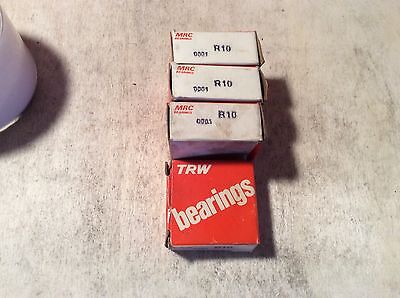 MRC
BEARINGS
0001 R10
MRC
BEARINGS
0001 R10
MRC
BEARINGS
0001 R10
TRW
bearings